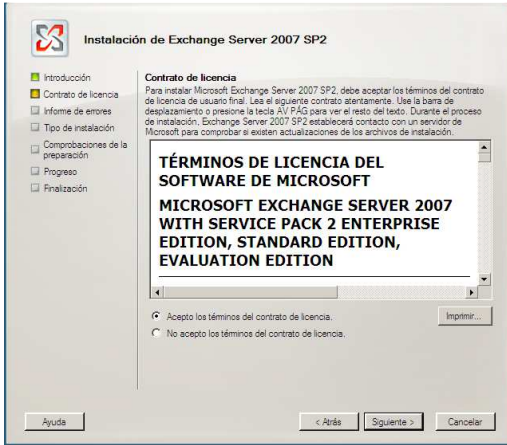 Instalación de Exchange Server 2007 SP2
Introducción
Contrato de licencia
Informe de errores
Tipo de instalación
Comprobaciones de la
preparación
Progreso
Finalización
Contrato de licencia
Para instalar Microsoft Exchange Server 2007 SP2, debe aceptar los términos del contrato
de licencia de usuario final. Lea el siguiente contrato atentamente. Use la barra de
desplazamiento o presione la tecla AV PÁG para ver el resto del texto. Durante el proceso
de instalación, Exchange Server 2007 SP2 establecerá contacto con un servidor de
Microsoft para comprobar si existen actualizaciones de los archivos de instalación.
TÉRMINOS DE LICENCIA DEL
SOFTWARE DE MICROSOFT
MICROSOFT EXCHANGE SERVER 2007
WITH SERVICE PACK 2 ENTERPRISE
EDITION, STANDARD EDITION,
EVALUATION EDITION
Acepto los términos del contrato de licencia.
Imprimir...
No acepto los términos del contrato de licencia.
Ayuda
< Atrás
Siguiente >
Cancelar